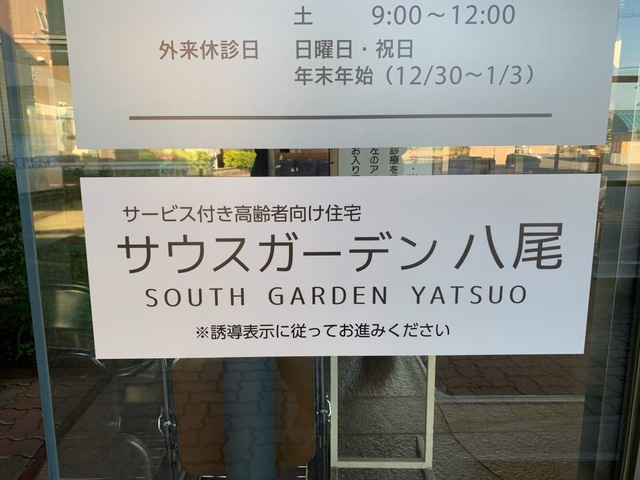 土 9:00～12:00
外来休診日 日曜日・祝日
年末年始（12/30～1/3）
サービス付き高齢者向け住宅
サウスガーデン 八尾
SOUTH GARDEN YATSUO
※誘導表示に従ってお進みください